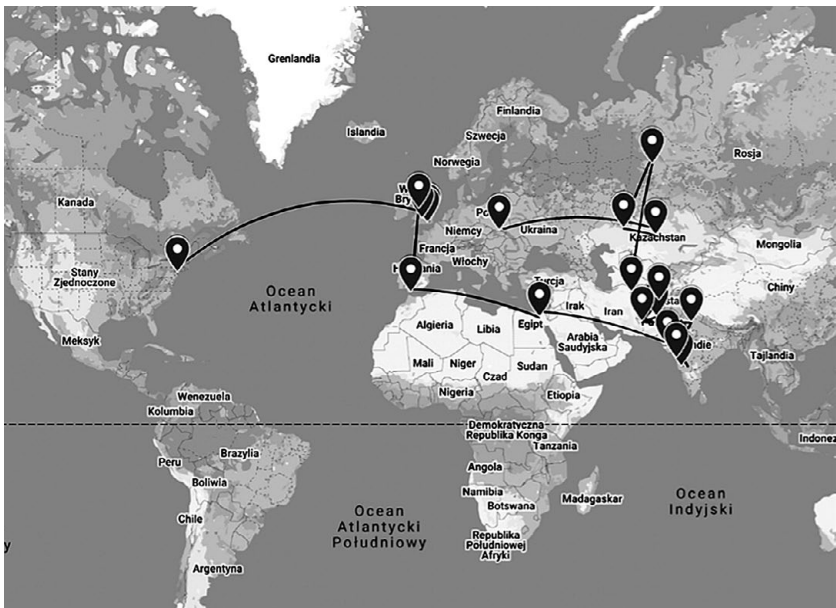 Grenlandia
Islandia
Finlandia
Szwecja
Norwegia
Rosja
Kanada
Niemcy
Ukraina
Kazachstan
Mongolia
Francja
Włochy
Stany
Zjednoczone
Turcja
Chiny
Ocean
Atlantycki
Irak
Iran
Algieria
Libia
Egipt
Arabia
Saudyjska
Meksyk
Mali
Niger
Czad
Sudan
Tajlandia
Wenezuela
Nigeria
Etiopia
Kolumbia
Demokratyczna
Republika Konga
Tanzania
Peru
Brazylia
Angola
Boliwia
Namibia
Botswana
Madagaskar
Ocean
Indyjski
Chile
Ocean
Atlantycki
Południowy
Republika
Południowej
Afryki
Argentyna